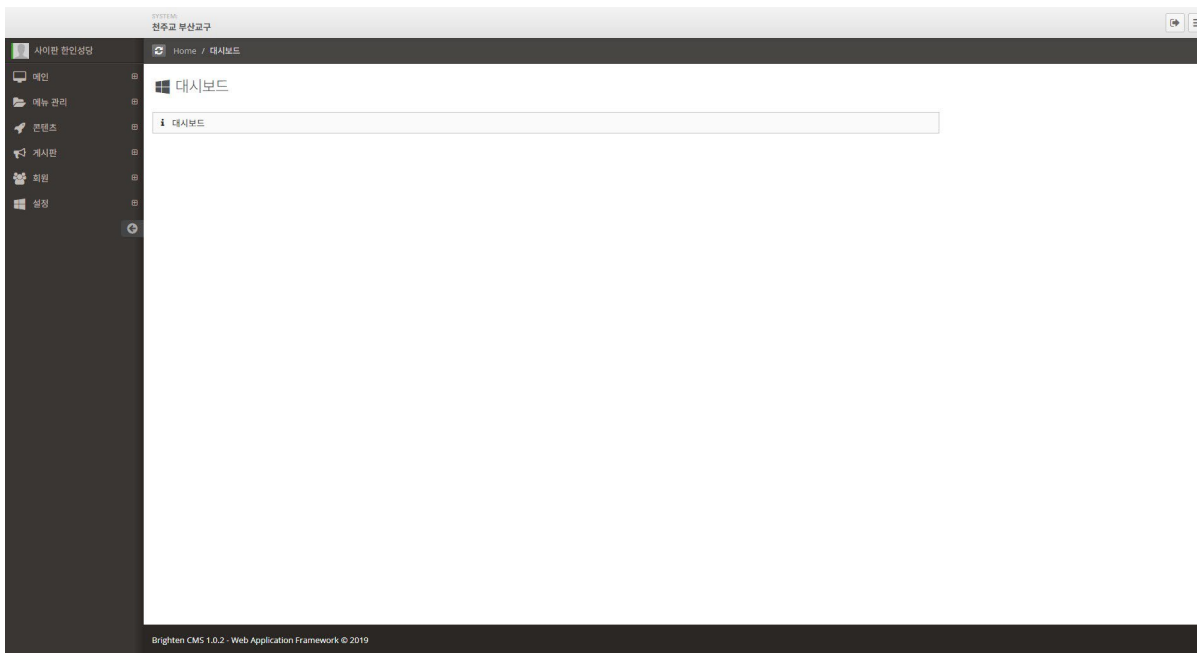 SYSTEM:
천주교 부산교구
사이판 한인성당
Home / 대시보드
메인
메뉴 관리
콘텐츠
게시판
회원
설정
대시보드
대시보드
Brighten CMS 1.0.2 - Web Application Framework © 2019